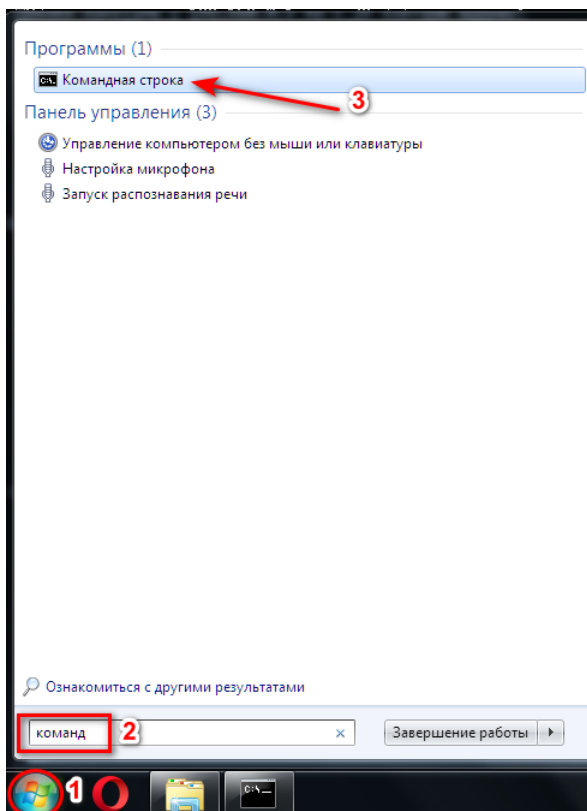 Программы (1)
Командная строка
3
Панель управления (3)
Управление компьютером без мыши или клавиатуры
Настройка микрофона
Запуск распознавания речи
Ознакомиться с другими результатами
команд
2
Завершение работы
1
C:\_